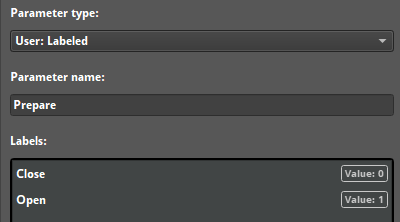 Parameter type:
User: Labeled
Parameter name:
Prepare
Labels:
Close Value: 0
Open Value: 1